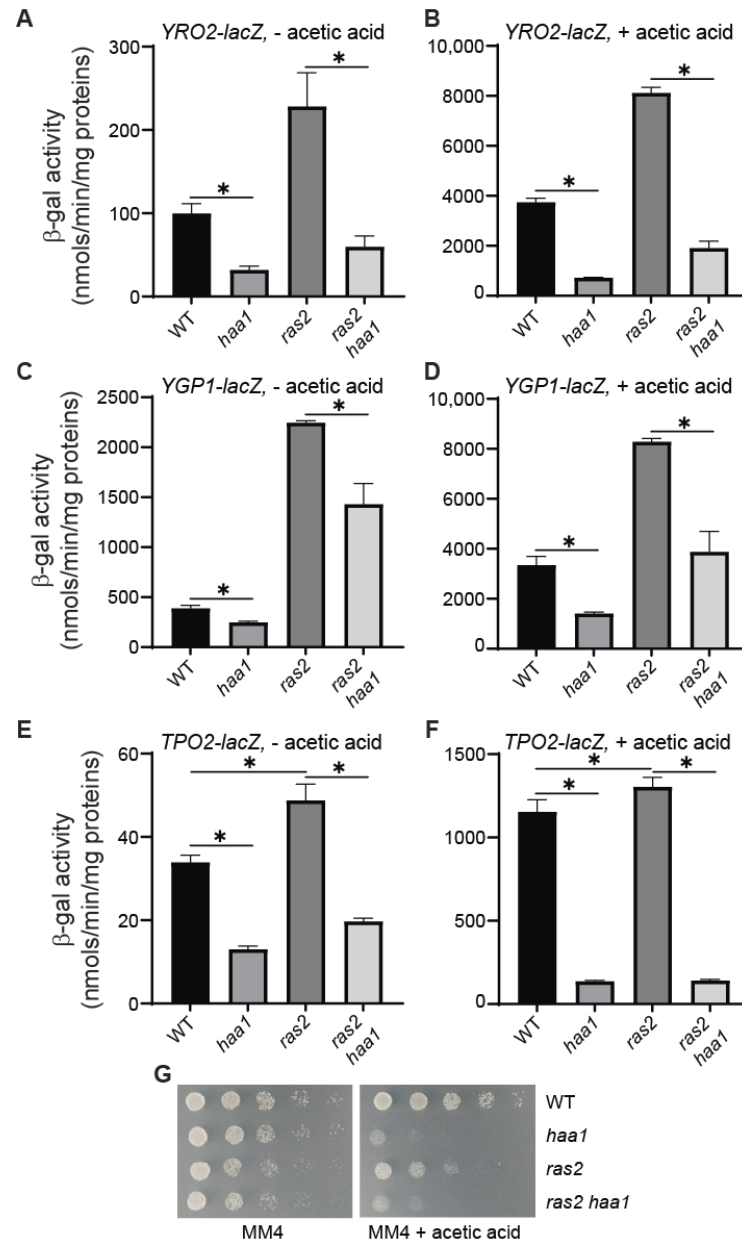 A
YRO2-lacZ, - acetic acid
β-gal activity
(nmols/min/mg proteins)
300
200
100
0
*
*
WT
haa1
ras2
ras2
haa1
B
YRO2-lacZ, + acetic acid
10,000
8000
6000
4000
2000
0
*
*
WT
haa1
ras2
ras2
haa1
C
YGP1-lacZ, - acetic acid
β-gal activity
(nmols/min/mg proteins)
2500
2000
1500
1000
500
0
*
*
WT
haa1
ras2
ras2
haa1
D
YGP1-lacZ, + acetic acid
10,000
8000
6000
4000
2000
0
*
*
WT
haa1
ras2
ras2
haa1
E
TPO2-lacZ, - acetic acid
β-gal activity
(nmols/min/mg proteins)
60
40
20
0
*
*
*
WT
haa1
ras2
ras2
haa1
F
TPO2-lacZ, + acetic acid
1500
1000
500
0
*
*
*
WT
haa1
ras2
ras2
haa1
G
WT
haa1
ras2
ras2 haa1
MM4
MM4 + acetic acid